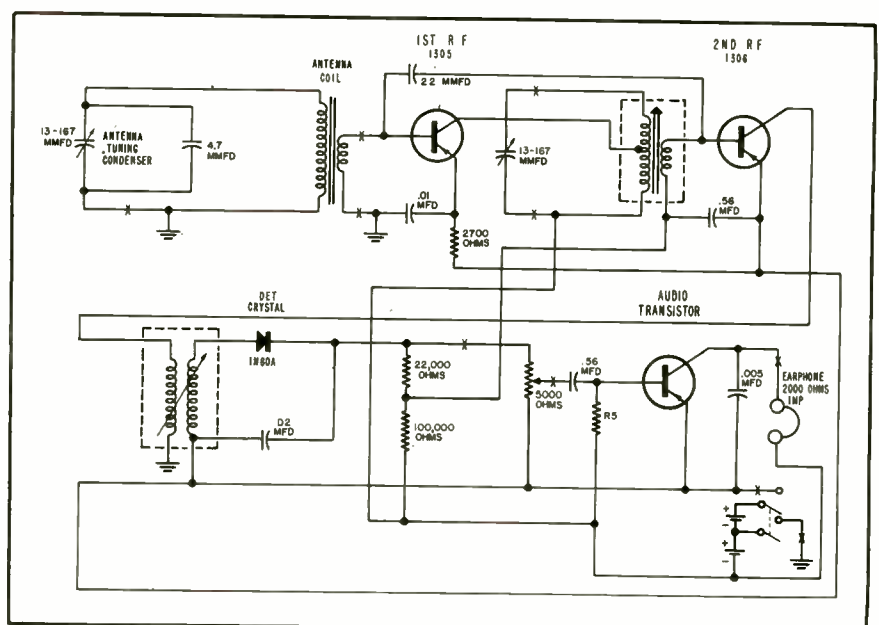 1ST RF
1305
2ND RF
1306
ANTENNA
COIL
22 MMFD
13-167
MMFD
ANTENNA
TUNING
CONDENSER
4.7
MMFD
13-167
MMFD
.01
MFD
2700
OHMS
.56
MFD
DET
CRYSTAL
1N60A
AUDIO
TRANSISTOR
22,000
OHMS
5000
OHMS
.56
MFD
.005
MFD
EARPHONE
2000 OHMS
IMP
D2
MFD
100,000
OHMS
R5
+
-
+
-